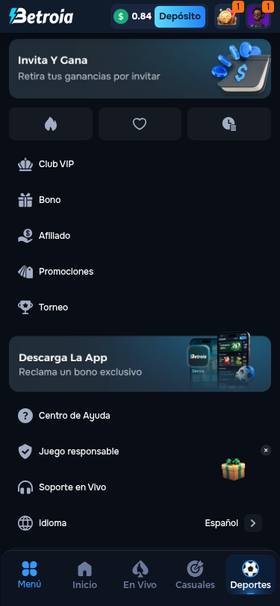 Betroia
$ 0.84 Depósito
1
1
Invita Y Gana
Retira tus ganancias por invitar
Club VIP
Bono
Afiliado
Promociones
Torneo
Descarga La App
Reclama un bono exclusivo
Betroia
Centro de Ayuda
Juego responsable
Soporte en Vivo
Idioma
Español
Menú
Inicio
En Vivo
Casuales
Deportes